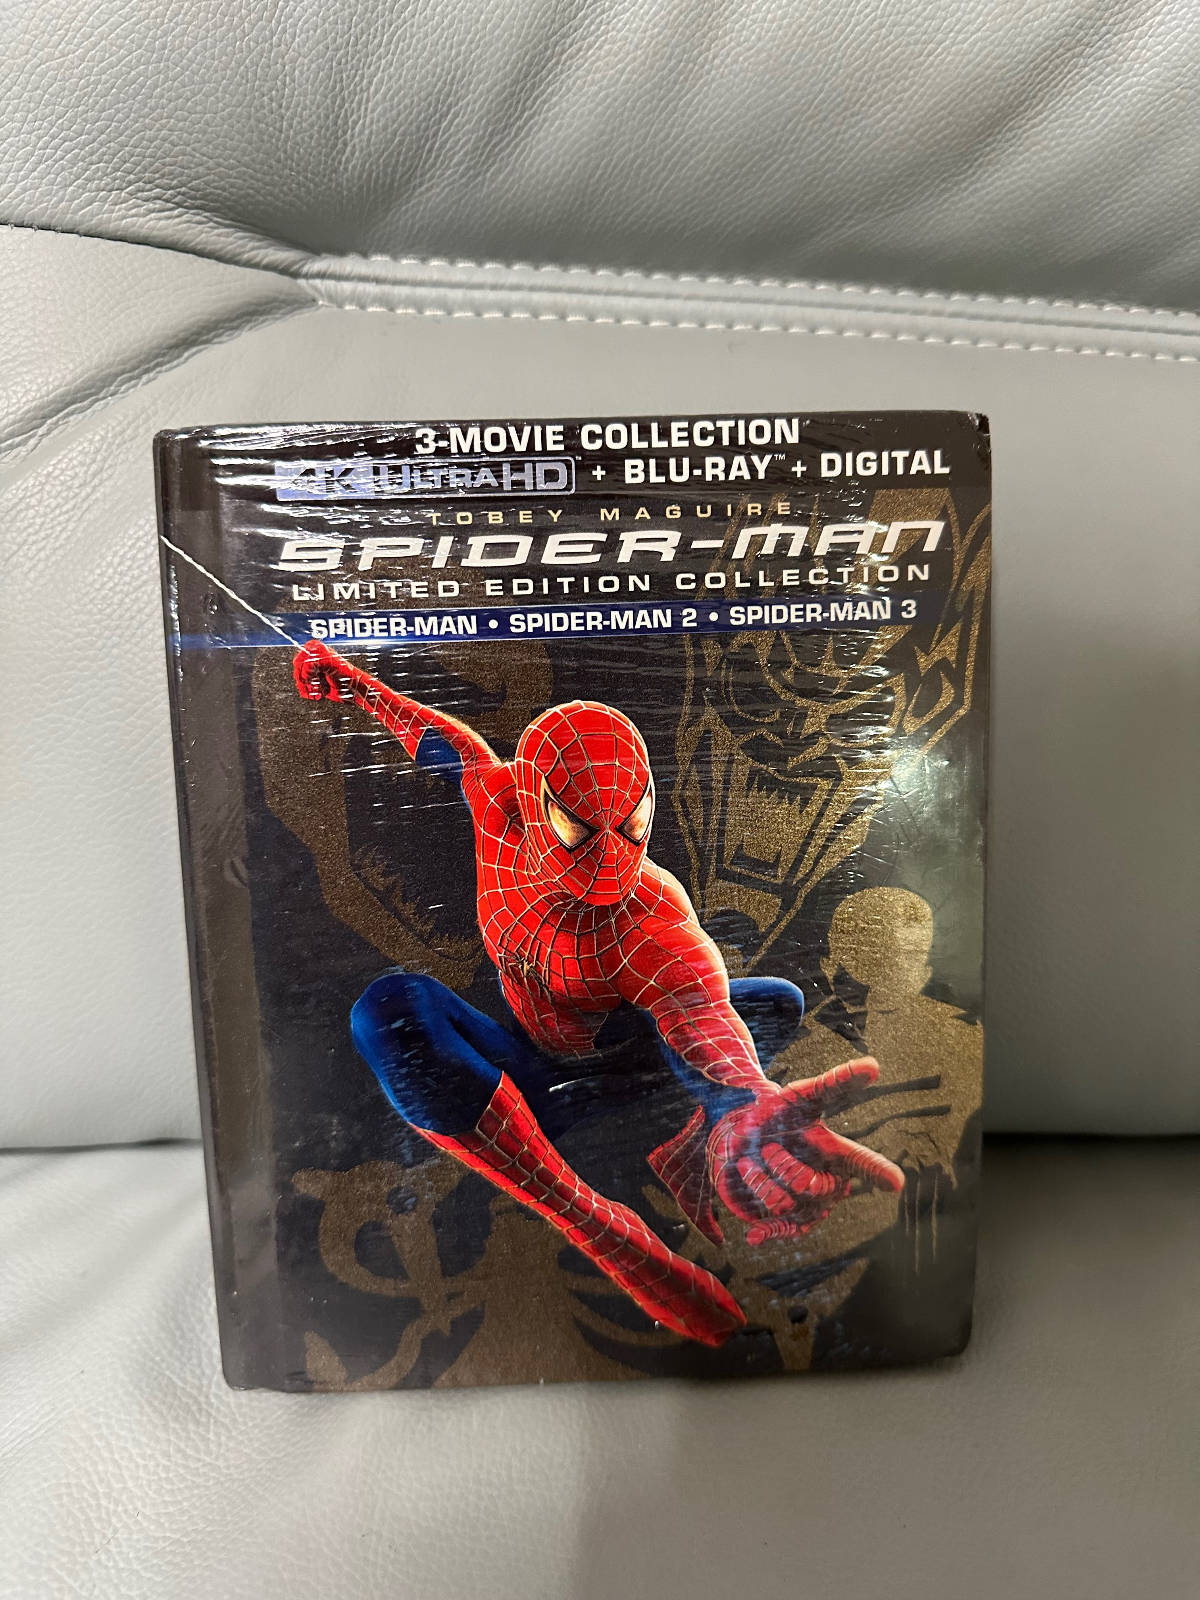 3-MOVIE COLLECTION
4K ULTRA HD™ + BLU-RAY™ + DIGITAL
TOBEY MAGUIRE
SPIDER-MAN
LIMITED EDITION COLLECTION
SPIDER-MAN • SPIDER-MAN 2 • SPIDER-MAN 3